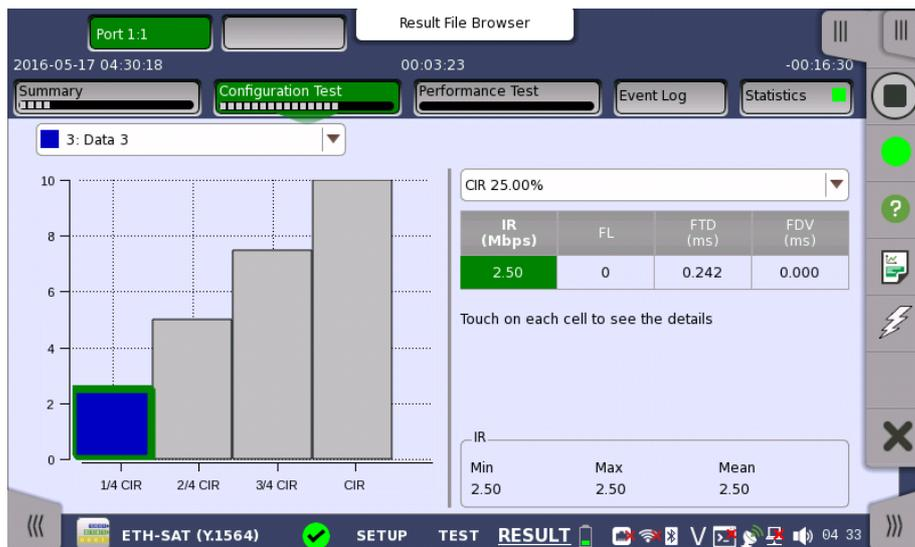 Result File Browser
Port 1:1
2016-05-17 04:30:18
00:03:23
-00:16:30
Summary
Configuration Test
Performance Test
Event Log
Statistics
3: Data 3
10
8
6
4
2
0
1/4 CIR
2/4 CIR
3/4 CIR
CIR
CIR 25.00%
IR (Mbps) FL FTD (ms) FDV (ms)
2.50 0 0.242 0.000
Touch on each cell to see the details
IR
Min Max Mean
2.50 2.50 2.50
ETH-SAT (Y.1564) SETUP TEST RESULT V 04 33